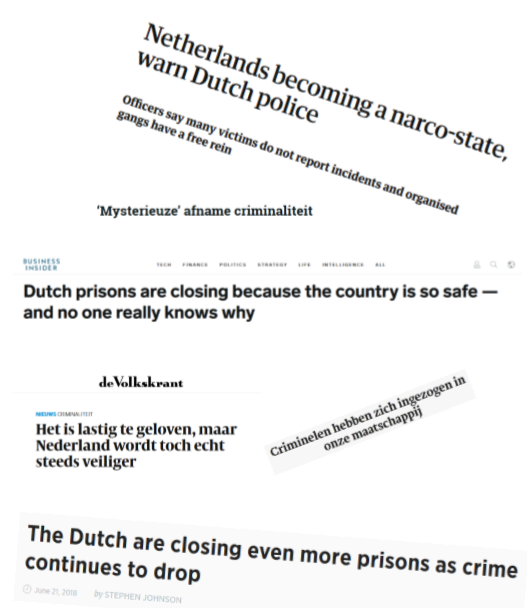 Netherlands becoming a narco-state,
warn Dutch police
Officers say many victims do not report incidents and organised
gangs have a free rein
'Mysterieuze' afname criminaliteit
BUSINESS
INSIDER
TECH FINANCE POLITICS STRATEGY LIFE INTELLIGENCE ALL
Dutch prisons are closing because the country is so safe —
and no one really knows why
de Volkskrant
NIEUWS CRIMINALITEIT
Het is lastig te geloven, maar
Nederland wordt toch echt
steeds veiliger
Criminelen hebben zich ingezogen in
onze maatschappij
The Dutch are closing even more prisons as crime
continues to drop
June 21, 2018 by STEPHEN JOHNSON